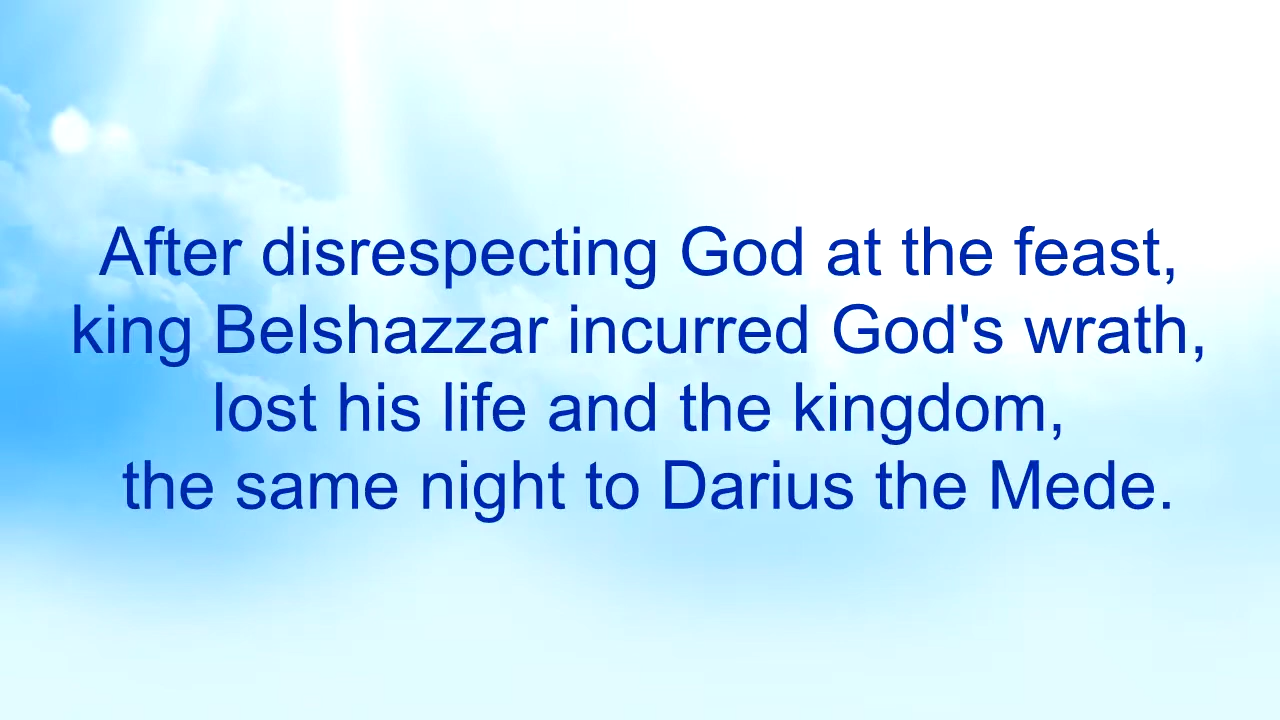 After disrespecting God at the feast,
king Belshazzar incurred God's wrath,
lost his life and the kingdom,
the same night to Darius the Mede.